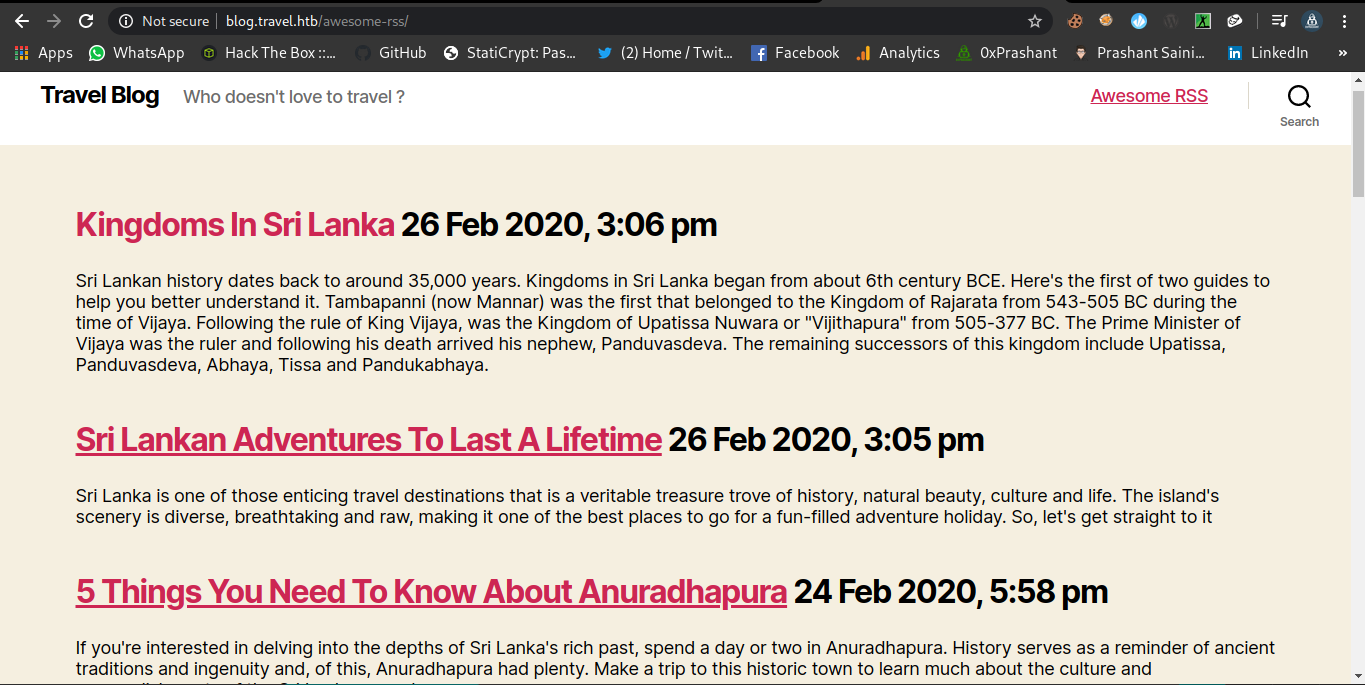 Not secure | blog.travel.htb/awesome-rss/
Apps WhatsApp Hack The Box ::... GitHub StatiCrypt: Pas... (2) Home / Twit... Facebook Analytics 0xPrashant Prashant Saini... LinkedIn »
Travel Blog Who doesn't love to travel ? Awesome RSS
Search
Kingdoms In Sri Lanka 26 Feb 2020, 3:06 pm
Sri Lankan history dates back to around 35,000 years. Kingdoms in Sri Lanka began from about 6th century BCE. Here's the first of two guides to
help you better understand it. Tambapanni (now Mannar) was the first that belonged to the Kingdom of Rajarata from 543-505 BC during the
time of Vijaya. Following the rule of King Vijaya, was the Kingdom of Upatissa Nuwara or "Vijithapura" from 505-377 BC. The Prime Minister of
Vijaya was the ruler and following his death arrived his nephew, Panduvasdeva. The remaining successors of this kingdom include Upatissa,
Panduvasdeva, Abhaya, Tissa and Pandukabhaya.
Sri Lankan Adventures To Last A Lifetime 26 Feb 2020, 3:05 pm
Sri Lanka is one of those enticing travel destinations that is a veritable treasure trove of history, natural beauty, culture and life. The island's
scenery is diverse, breathtaking and raw, making it one of the best places to go for a fun-filled adventure holiday. So, let's get straight to it
5 Things You Need To Know About Anuradhapura 24 Feb 2020, 5:58 pm
If you're interested in delving into the depths of Sri Lanka's rich past, spend a day or two in Anuradhapura. History serves as a reminder of ancient
traditions and ingenuity and, of this, Anuradhapura had plenty. Make a trip to this historic town to learn much about the culture and